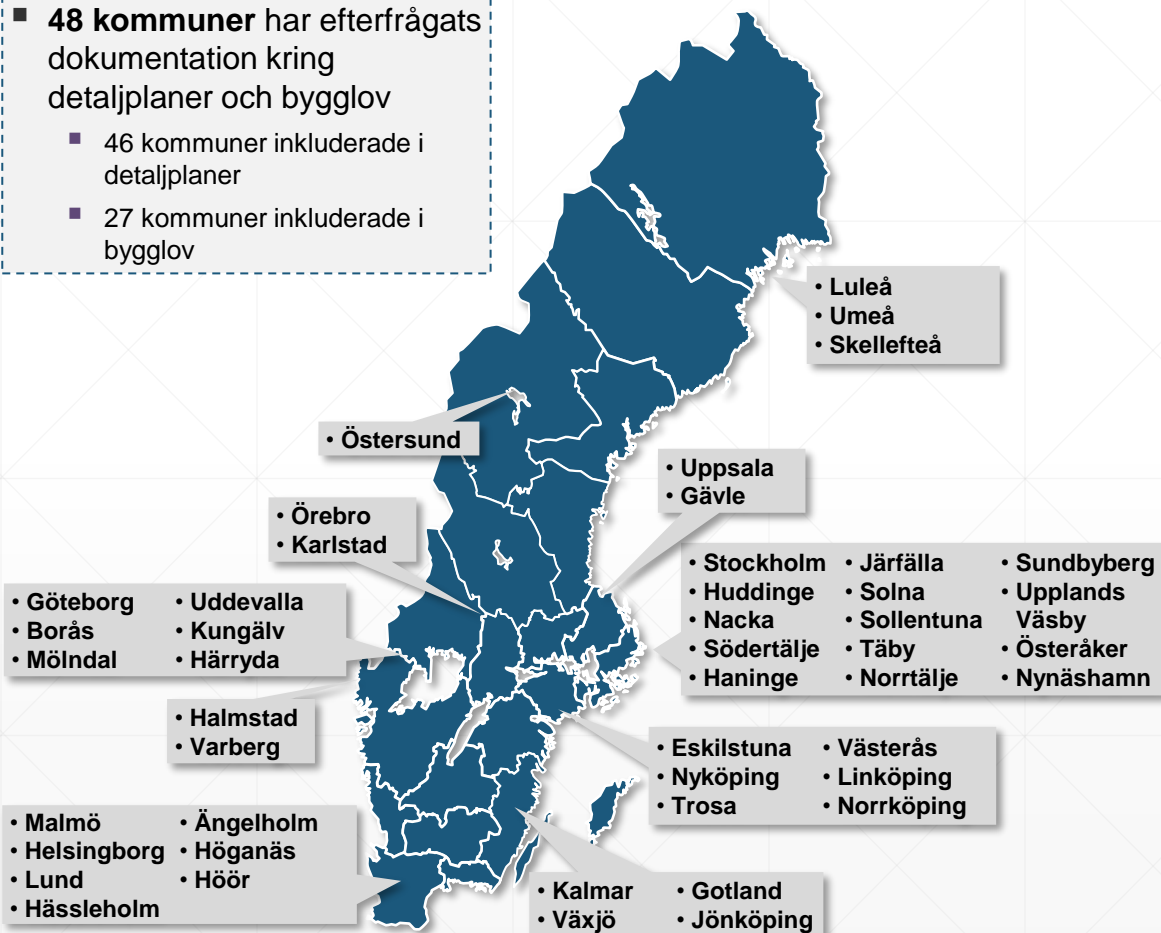 ▪ 48 kommuner har efterfrågats
dokumentation kring
detaljplaner och bygglov
▪ 46 kommuner inkluderade i
detaljplaner
▪ 27 kommuner inkluderade i
bygglov
• Luleå
• Umeå
• Skellefteå
• Östersund
• Uppsala
• Gävle
• Örebro
• Karlstad
• Stockholm
• Huddinge
• Nacka
• Södertälje
• Haninge
• Järfälla
• Solna
• Sollentuna
• Täby
• Norrtälje
• Sundbyberg
• Upplands
Väsby
• Österåker
• Nynäshamn
• Göteborg
• Borås
• Mölndal
• Uddevalla
• Kungälv
• Härryda
• Halmstad
• Varberg
• Eskilstuna
• Nyköping
• Trosa
• Västerås
• Linköping
• Norrköping
• Malmö
• Helsingborg
• Lund
• Hässleholm
• Ängelholm
• Höganäs
• Höör
• Kalmar
• Växjö
• Gotland
• Jönköping